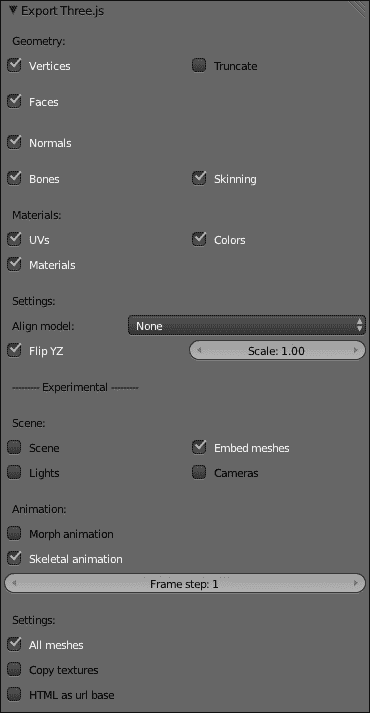 Export Three.js
Geometry:
Vertices Truncate
Faces
Normals
Bones Skinning
Materials:
UVs Colors
Materials
Settings:
Align model: None
Flip YZ Scale: 1.00
--------- Experimental ---------
Scene:
Scene Embed meshes
Lights Cameras
Animation:
Morph animation
Skeletal animation
Frame step: 1
Settings:
All meshes
Copy textures
HTML as url base